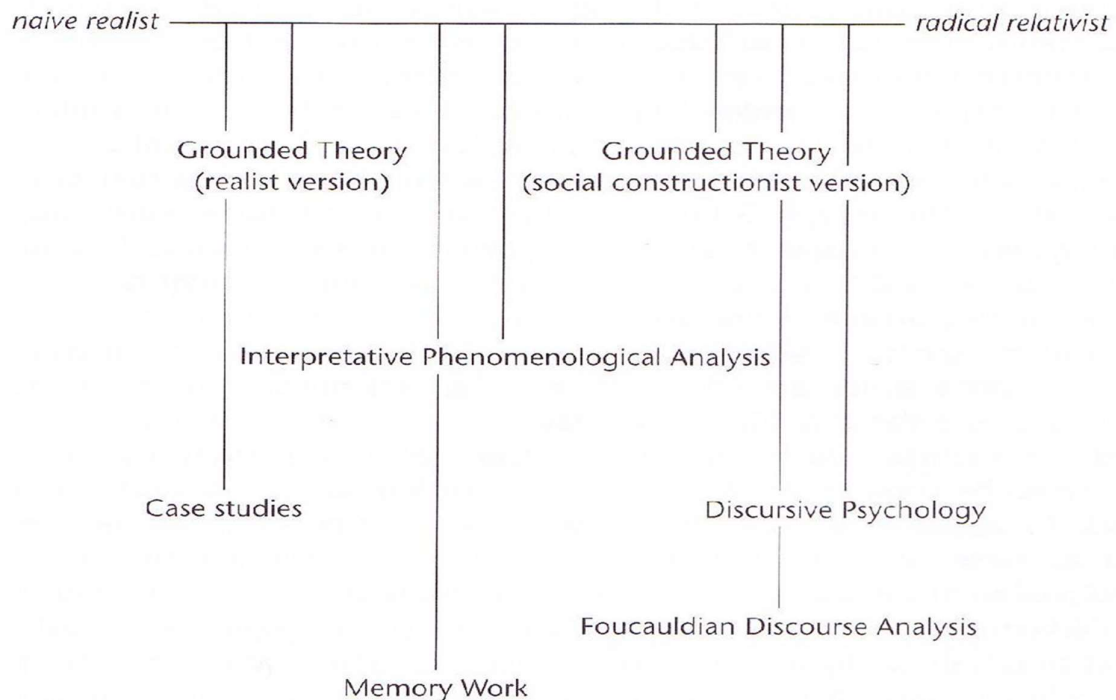 naive realist
radical relativist
Grounded Theory
(realist version)
Grounded Theory
(social constructionist version)
Interpretative Phenomenological Analysis
Case studies
Discursive Psychology
Foucauldian Discourse Analysis
Memory Work